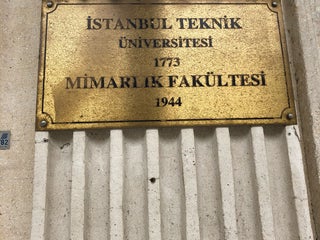 İSTANBUL TEKNİK
ÜNİVERSİTESİ
1773
MİMARLIK FAKÜLTESİ
1944